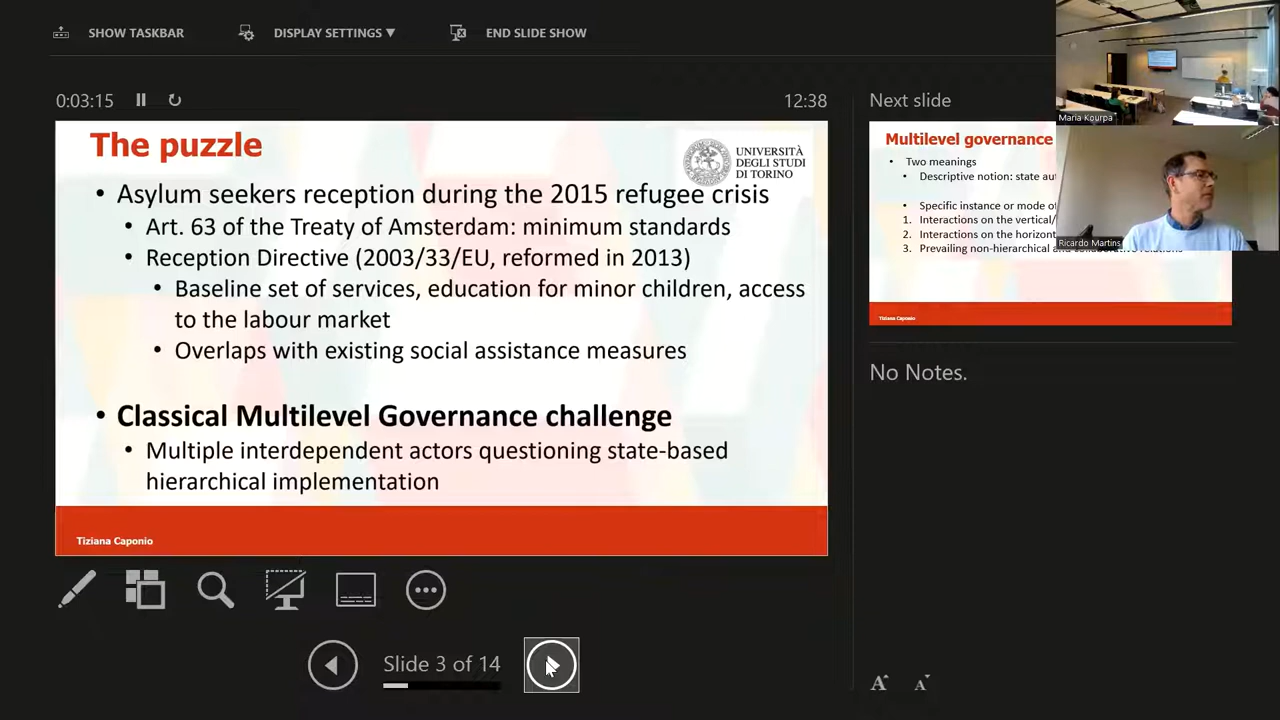 SHOW TASKBAR
DISPLAY SETTINGS ▼
END SLIDE SHOW
0:03:15
12:38
Next slide
The puzzle
UNIVERSITÀ
DEGLI STUDI
DI TORINO
• Asylum seekers reception during the 2015 refugee crisis
• Art. 63 of the Treaty of Amsterdam: minimum standards
• Reception Directive (2003/33/EU, reformed in 2013)
• Baseline set of services, education for minor children, access
to the labour market
• Overlaps with existing social assistance measures
• Classical Multilevel Governance challenge
• Multiple interdependent actors questioning state-based
hierarchical implementation
Tiziana Caponio
Multilevel governance
• Two meanings
• Descriptive notion: state
• Specific instance or mode
1. Interactions on the vertical/
2. Interactions on the
3. Prevailing non-hierarchical
Tiziana Caponio
Maria Kourpa
Ricardo Martins
No Notes.
Slide 3 of 14
A A